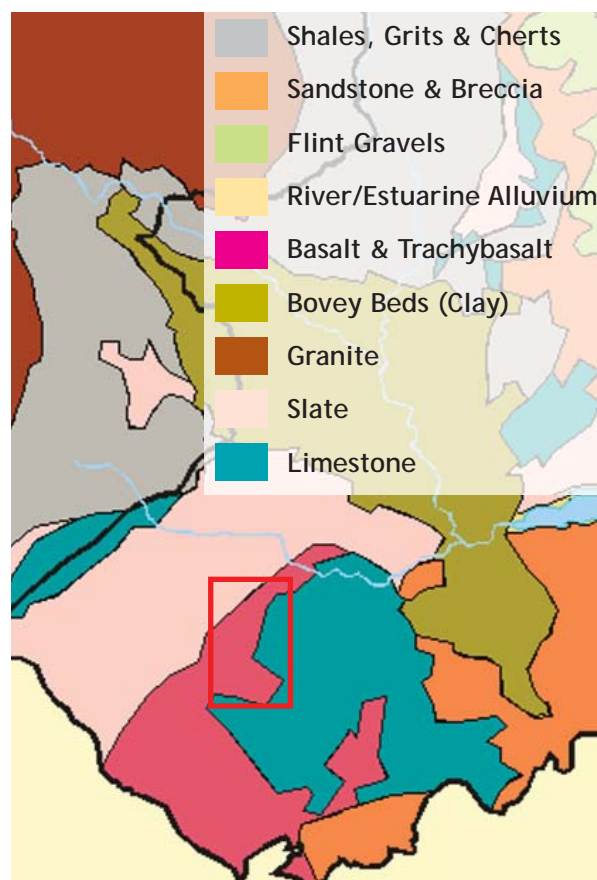 Shales, Grits & Cherts
Sandstone & Breccia
Flint Gravels
River/Estuarine Alluvium
Basalt & Trachybasalt
Bovey Beds (Clay)
Granite
Slate
Limestone